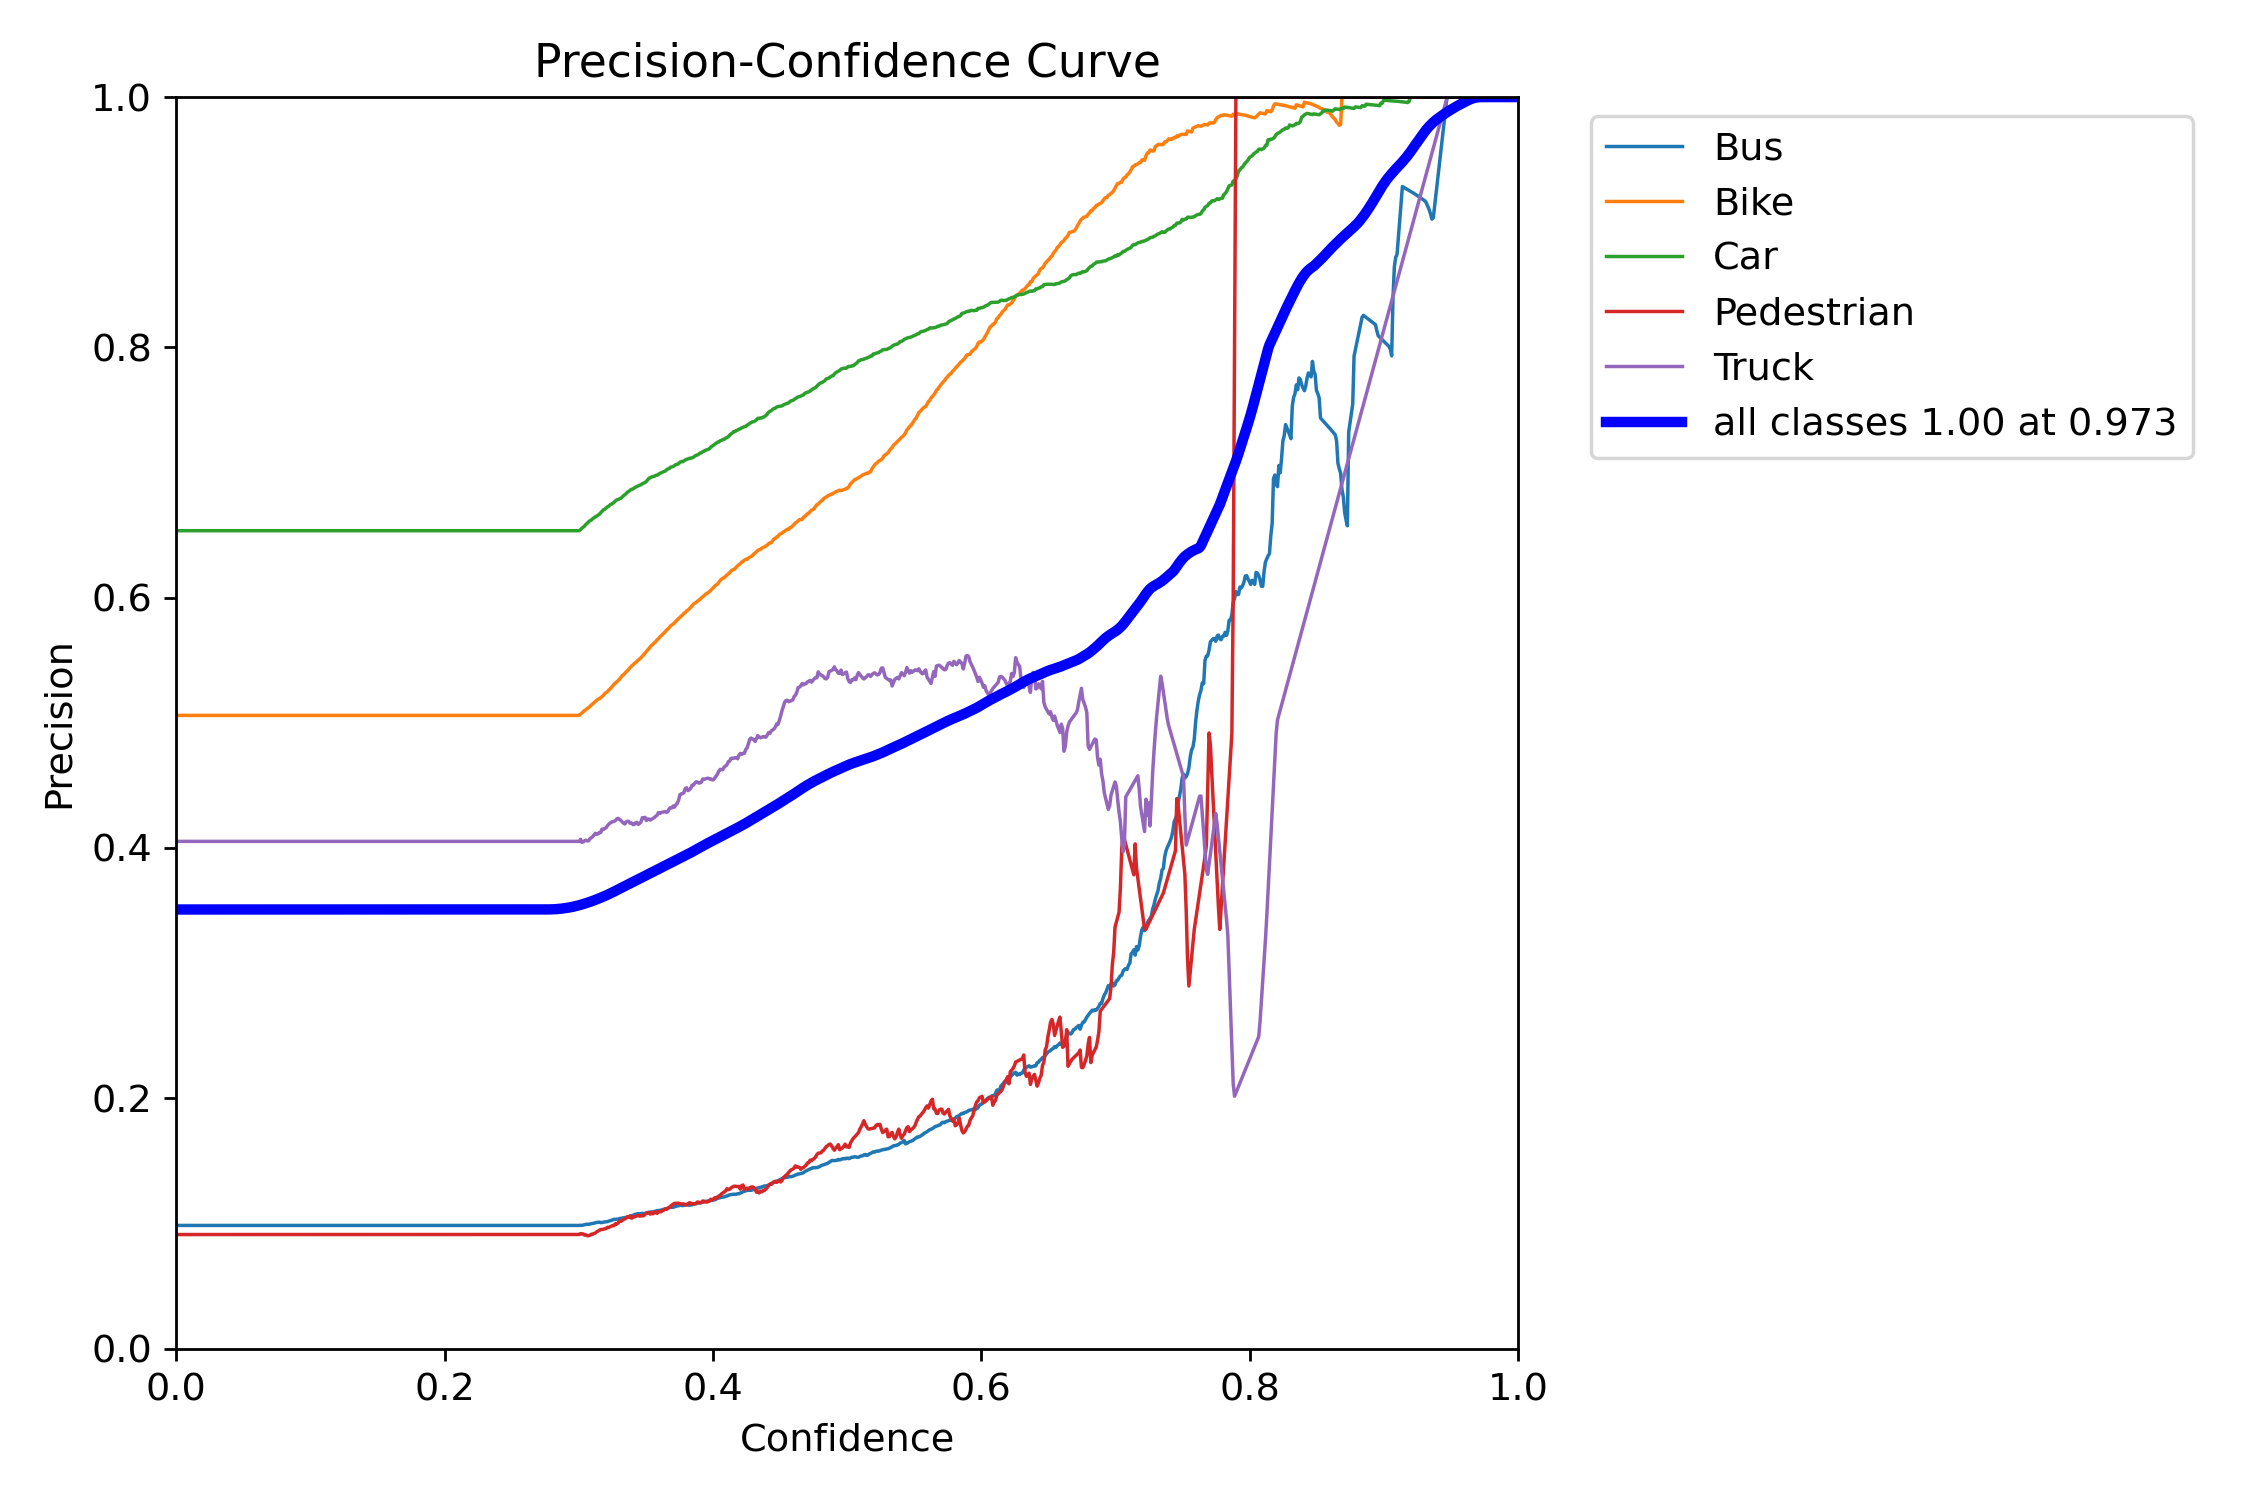 Precision-Confidence Curve
1.0
0.8
0.6
0.4
0.2
0.0
Precision
0.0 0.2 0.4 0.6 0.8 1.0
Confidence
Bus
Bike
Car
Pedestrian
Truck
all classes 1.00 at 0.973